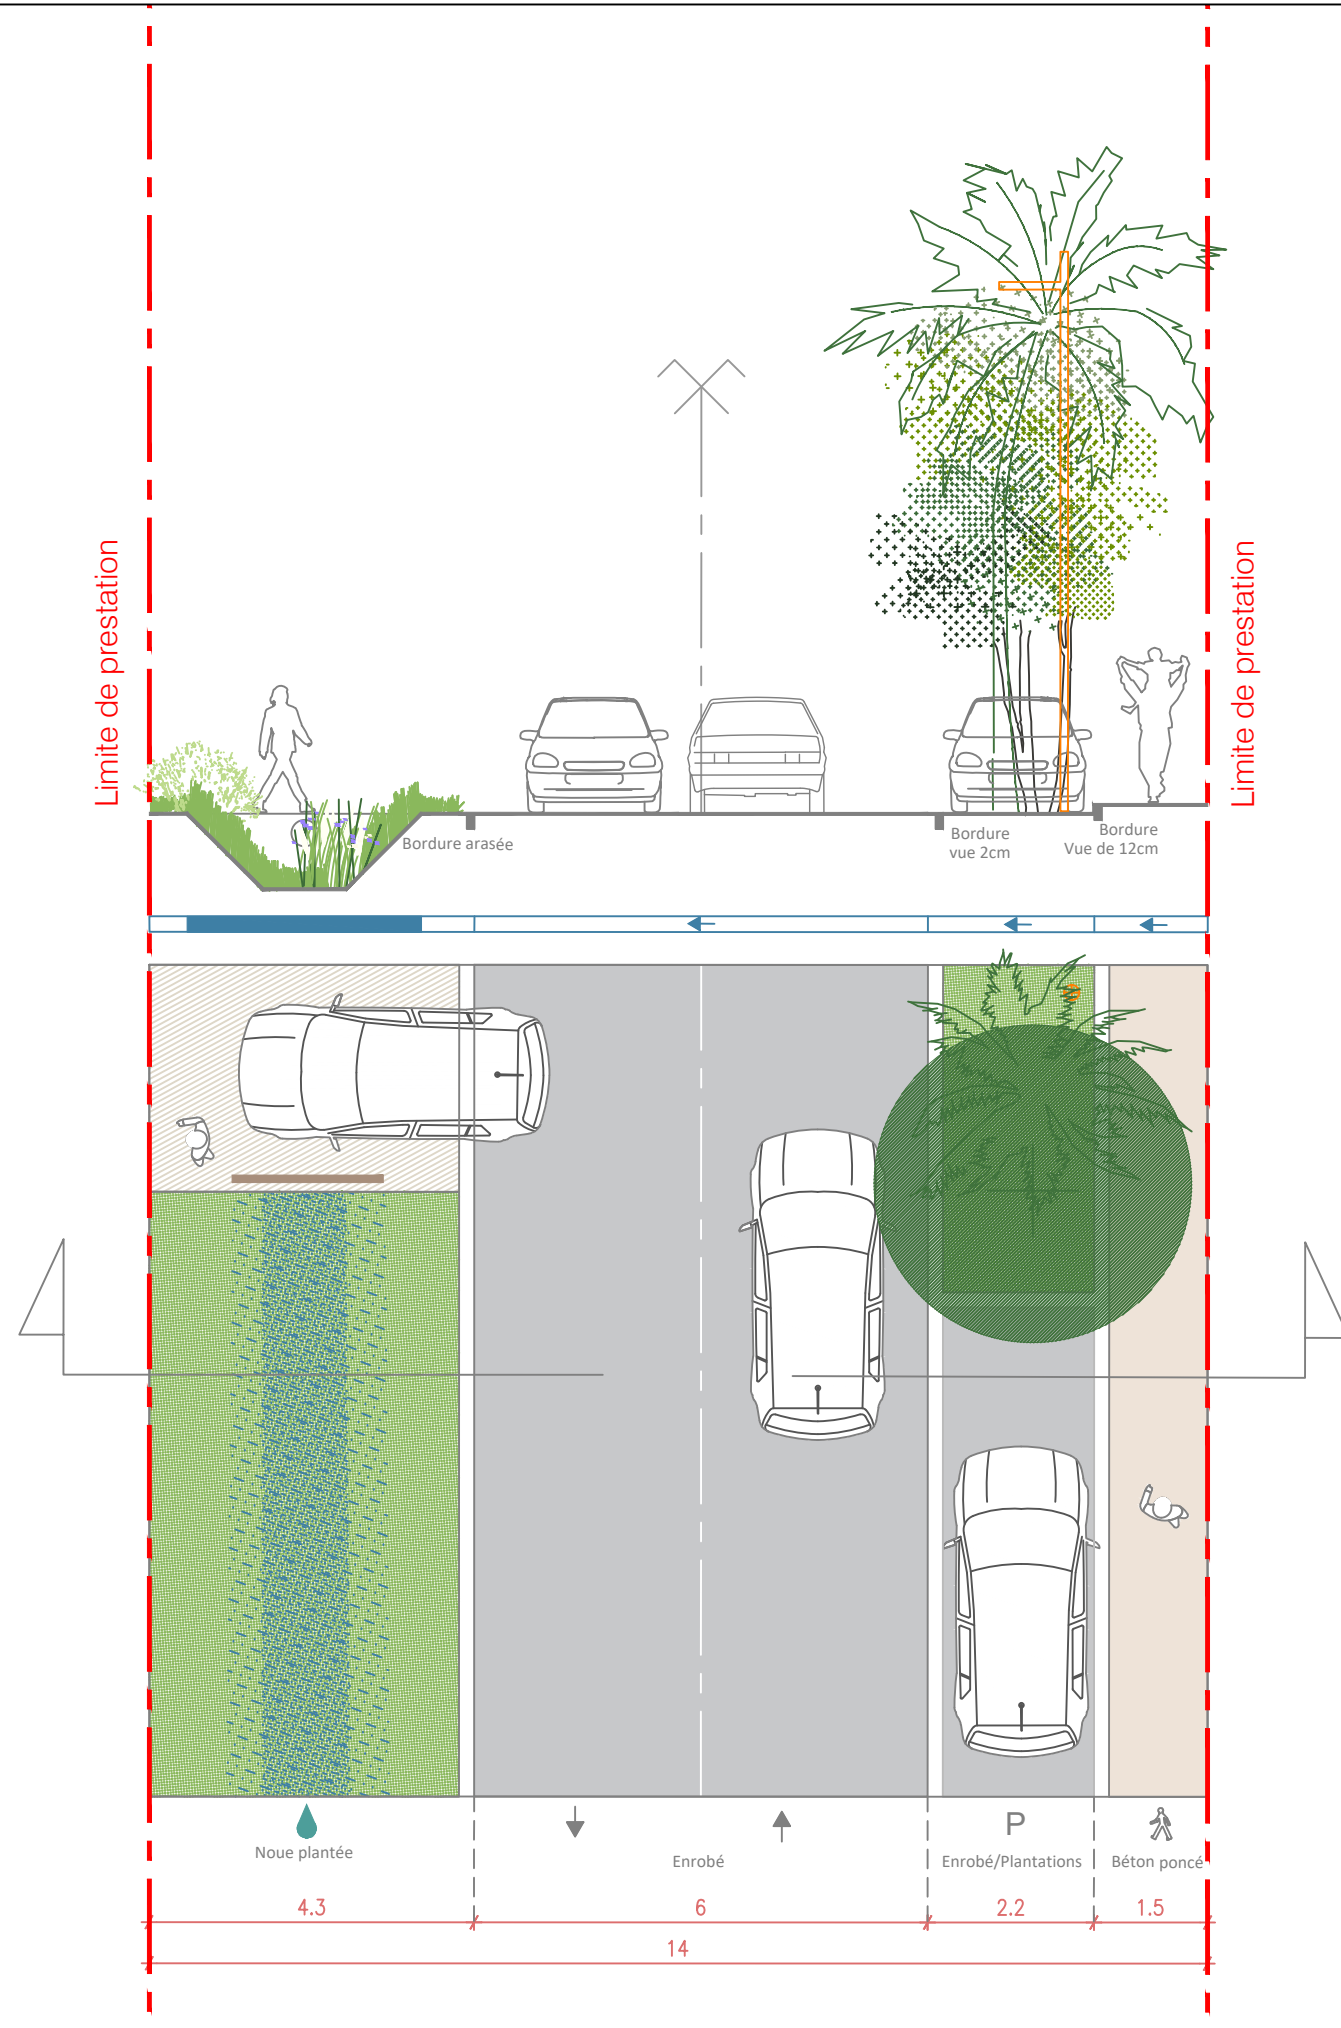 Limite de prestation
Limite de prestation
Bordure arasée
Bordure
vue 2cm
Bordure
Vue de 12cm
P
Noue plantée
Enrobé
Enrobé/Plantations
Béton poncé
4.3
6
2.2
1.5
14